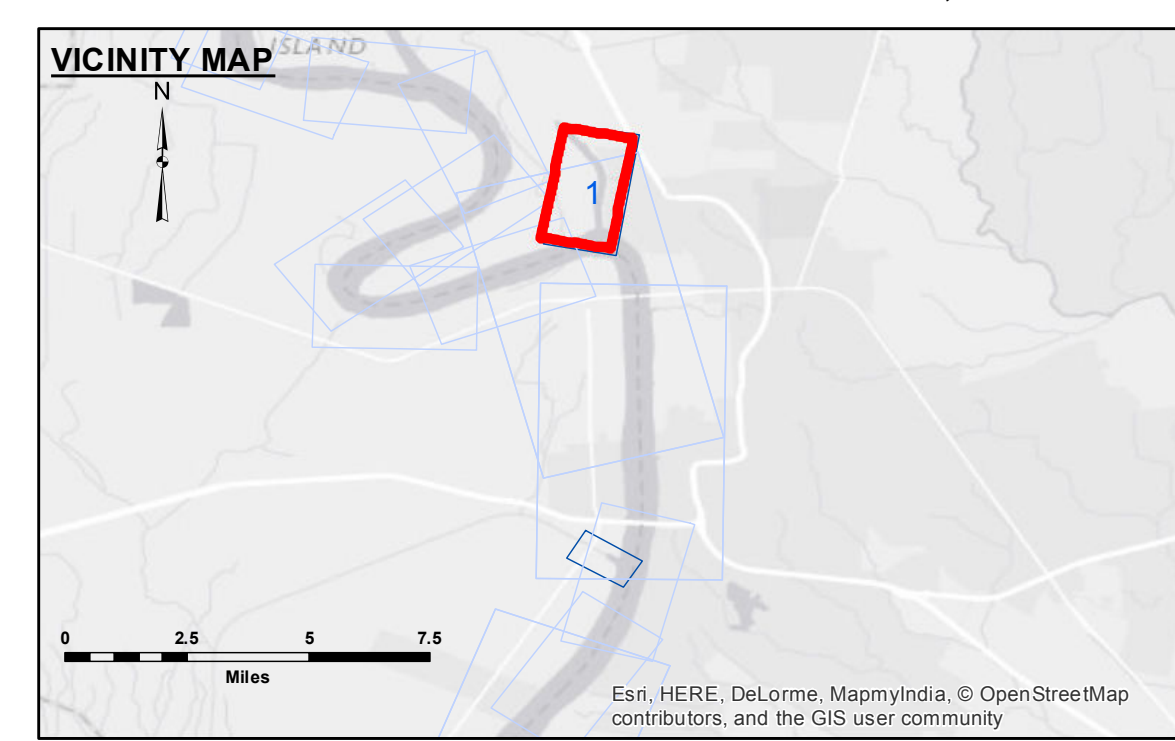 ISLAND
VICINITY MAP
N
1
0 2.5 5 7.5
Miles
Esri, HERE, DeLorme, MapmyIndia, © OpenStreetMap
contributors, and the GIS user community